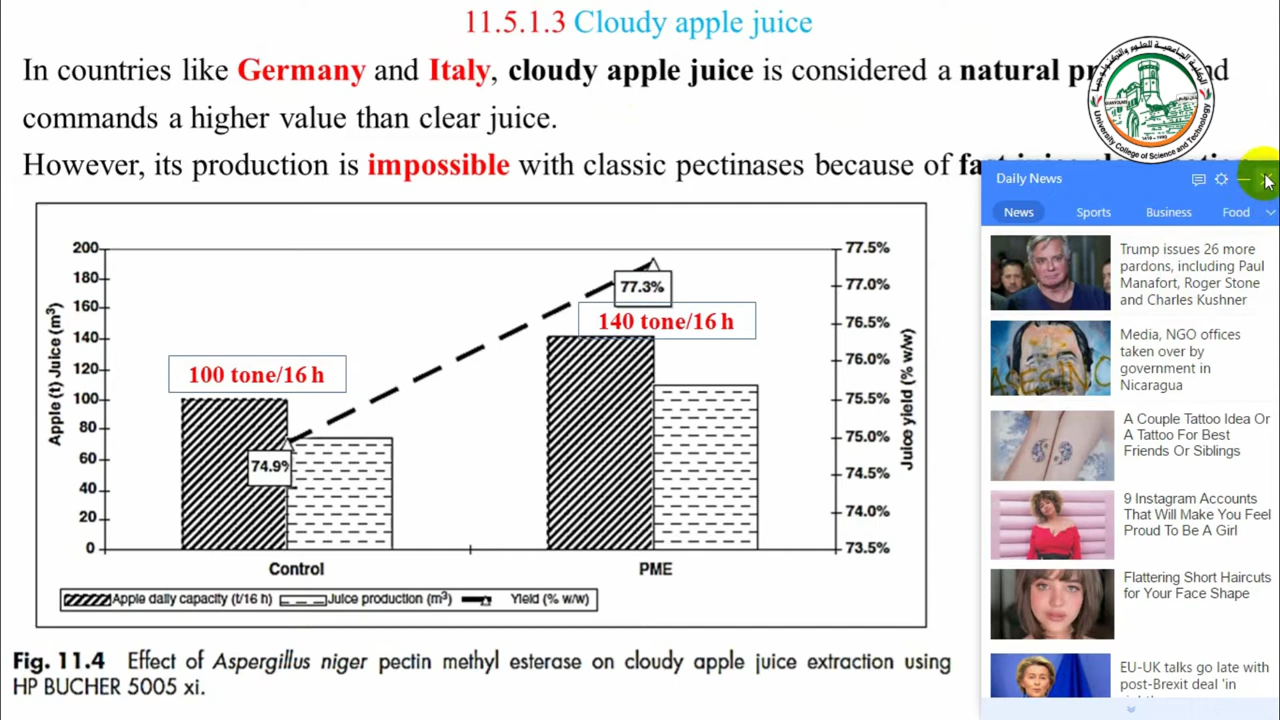 11.5.1.3 Cloudy apple juice
In countries like Germany and Italy, cloudy apple juice is considered a natural
commands a higher value than clear juice.
However, its production is impossible with classic pectinases because of
University College of Science and Technology
Daily News
News Sports Business Food
Trump issues 26 more
pardons, including Paul
Manafort, Roger Stone
and Charles Kushner
Media, NGO offices
taken over by
government in
Nicaragua
A Couple Tattoo Idea Or
A Tattoo For Best
Friends Or Siblings
9 Instagram Accounts
That Will Make You Feel
Proud To Be A Girl
Flattering Short Haircuts
for Your Face Shape
EU-UK talks go late with
post-Brexit deal 'in
Apple (t) Juice (m³)
200
180
160
140
120
100
80
60
40
20
0
77.5%
77.0%
76.5%
76.0%
75.5%
75.0%
74.5%
74.0%
73.5%
Juice yield (% w/w)
77.3%
140 tone/16 h
100 tone/16 h
74.9%
Control PME
Apple daily capacity (t/16 h) Juice production (m³) Yield (% w/w)
Fig. 11.4 Effect of Aspergillus niger pectin methyl esterase on cloudy apple juice extraction using
HP BUCHER 5005 xi.